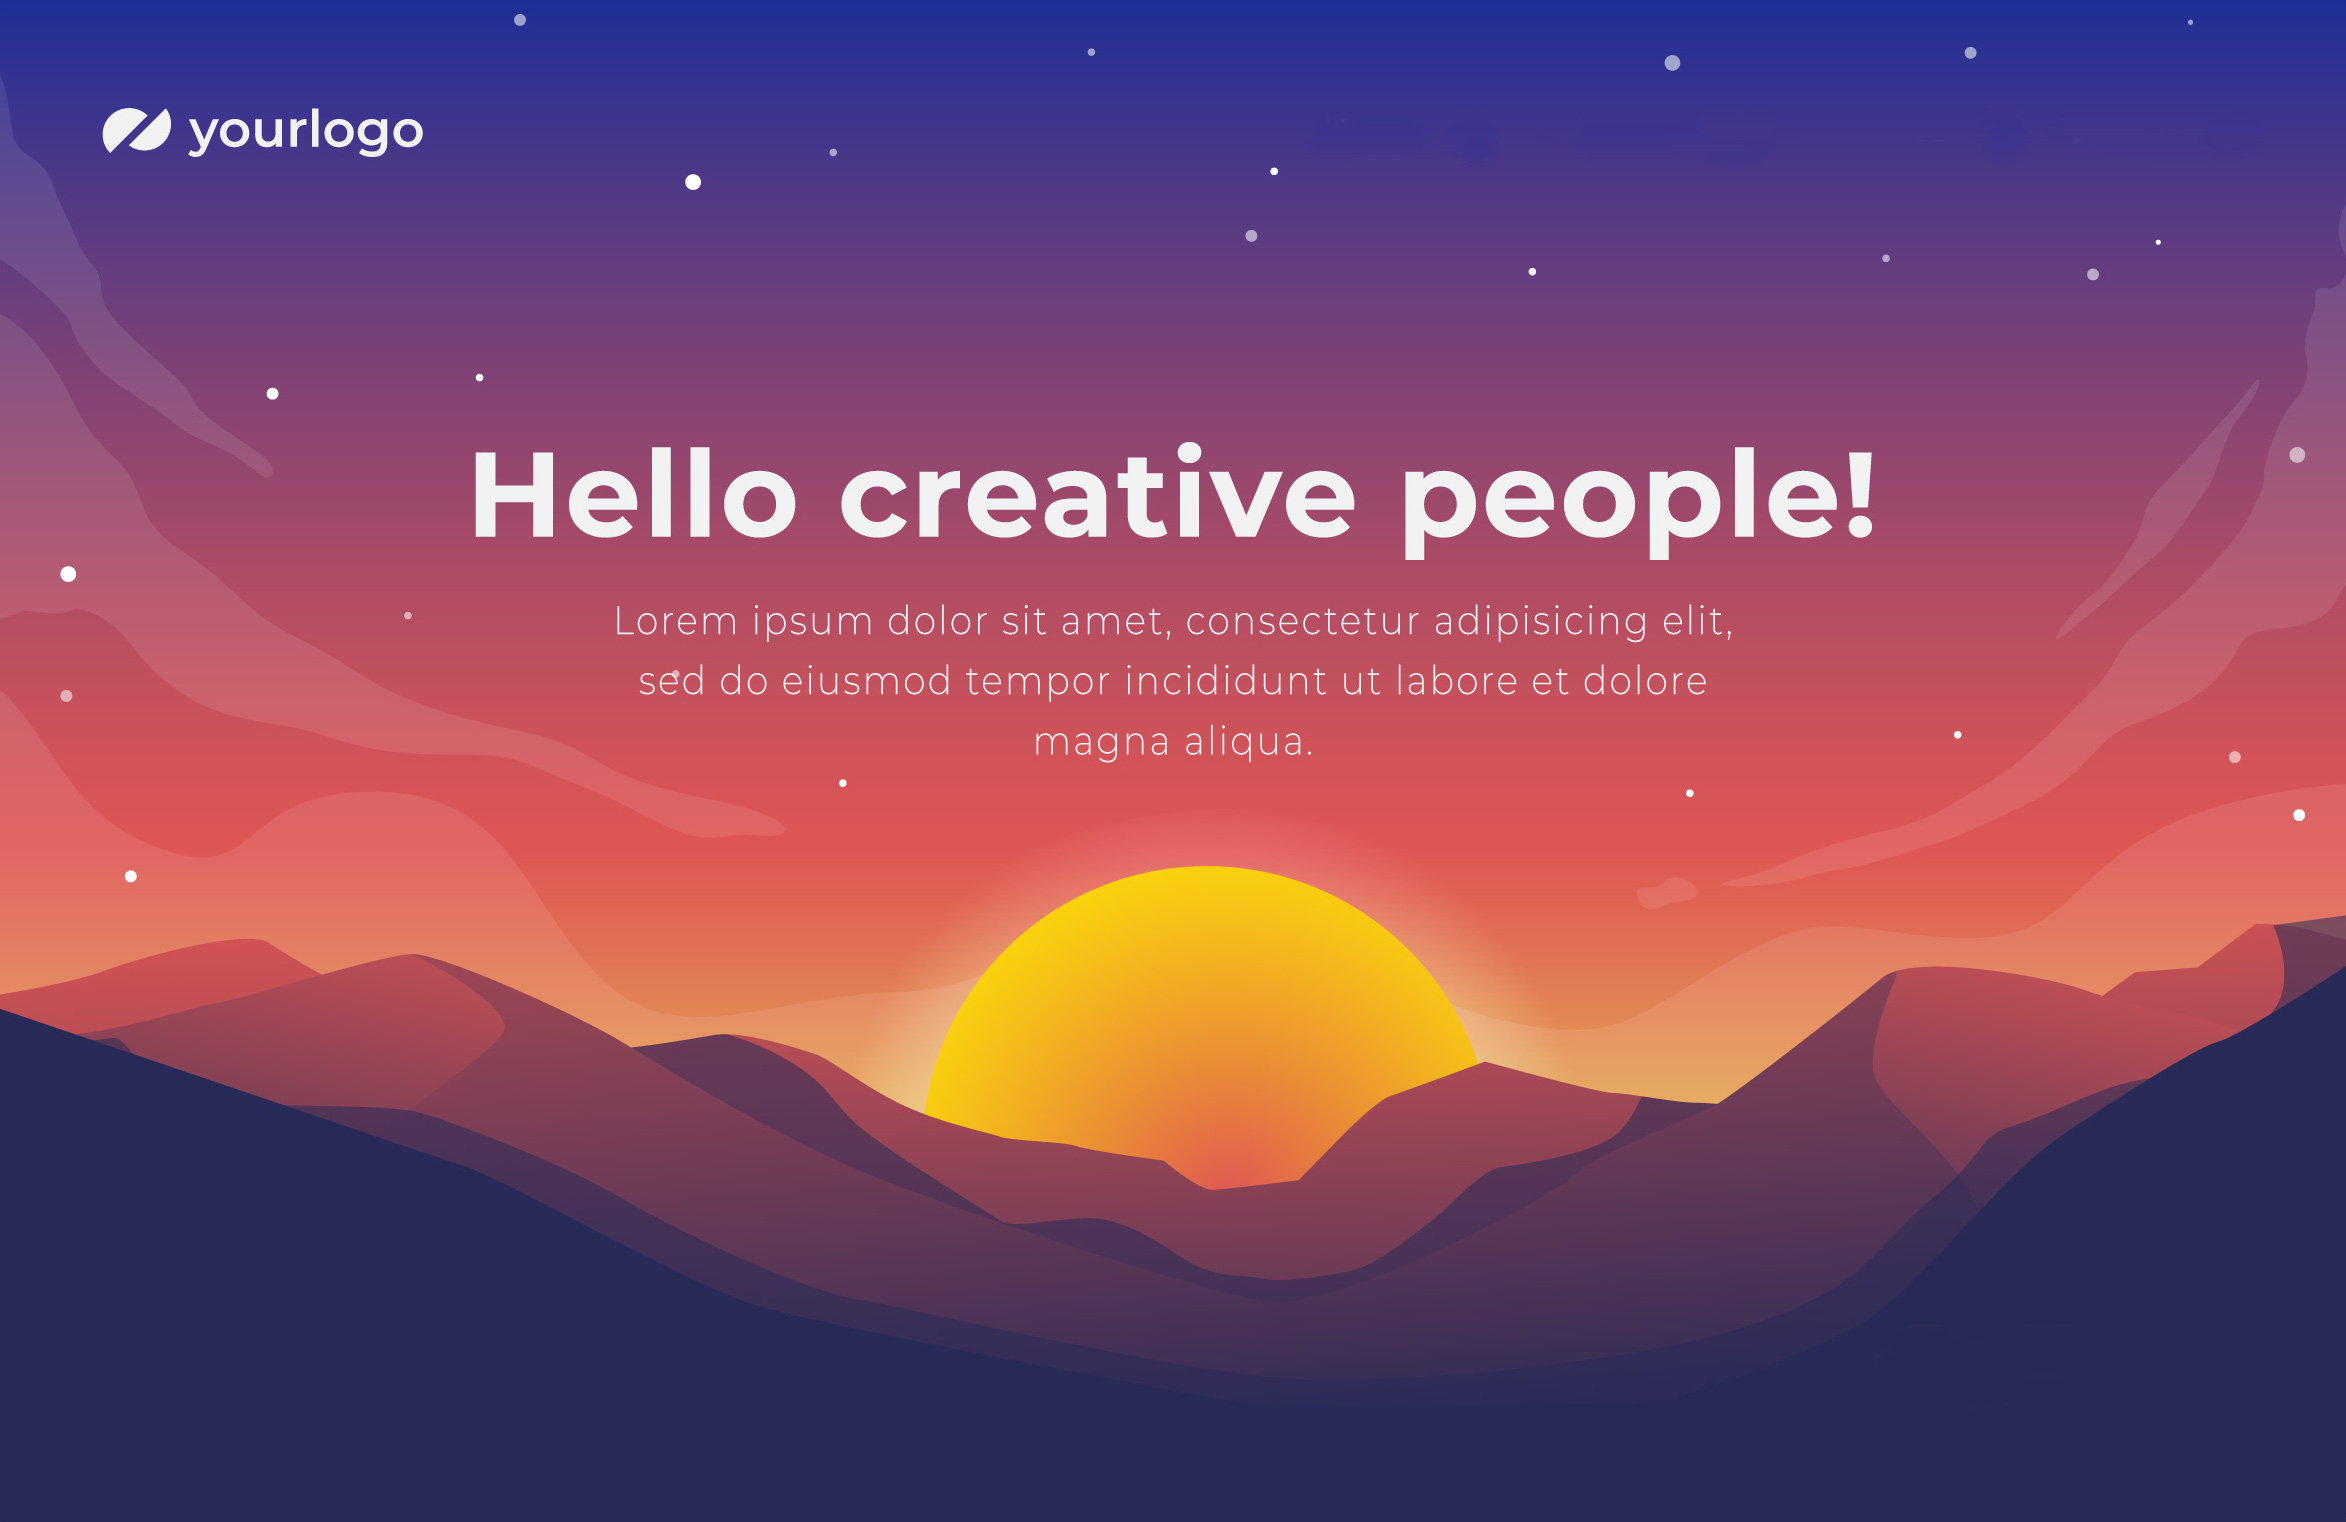 yourlogo
Hello creative people!
Lorem ipsum dolor sit amet, consectetur adipisicing elit,
sed do eiusmod tempor incididunt ut labore et dolore
magna aliqua.